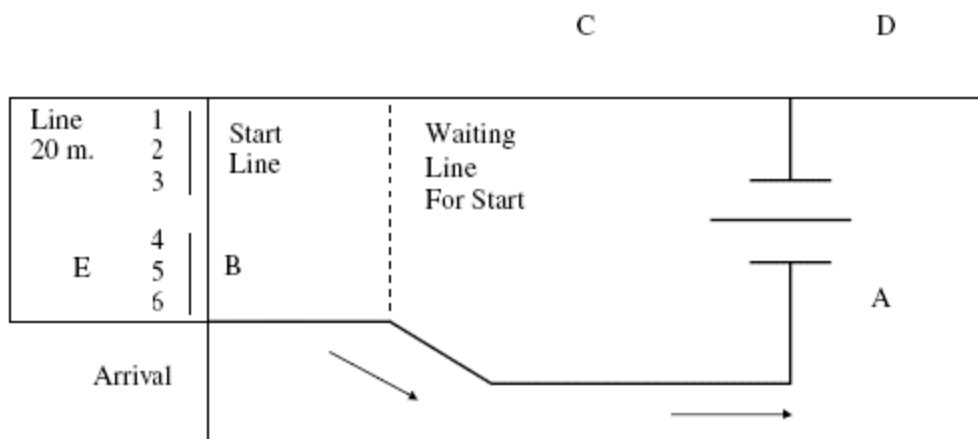 C
D
Line
20 m.
1
2
3
Start
Line
Waiting
Line
For Start
4
5
6
E
B
A
Arrival